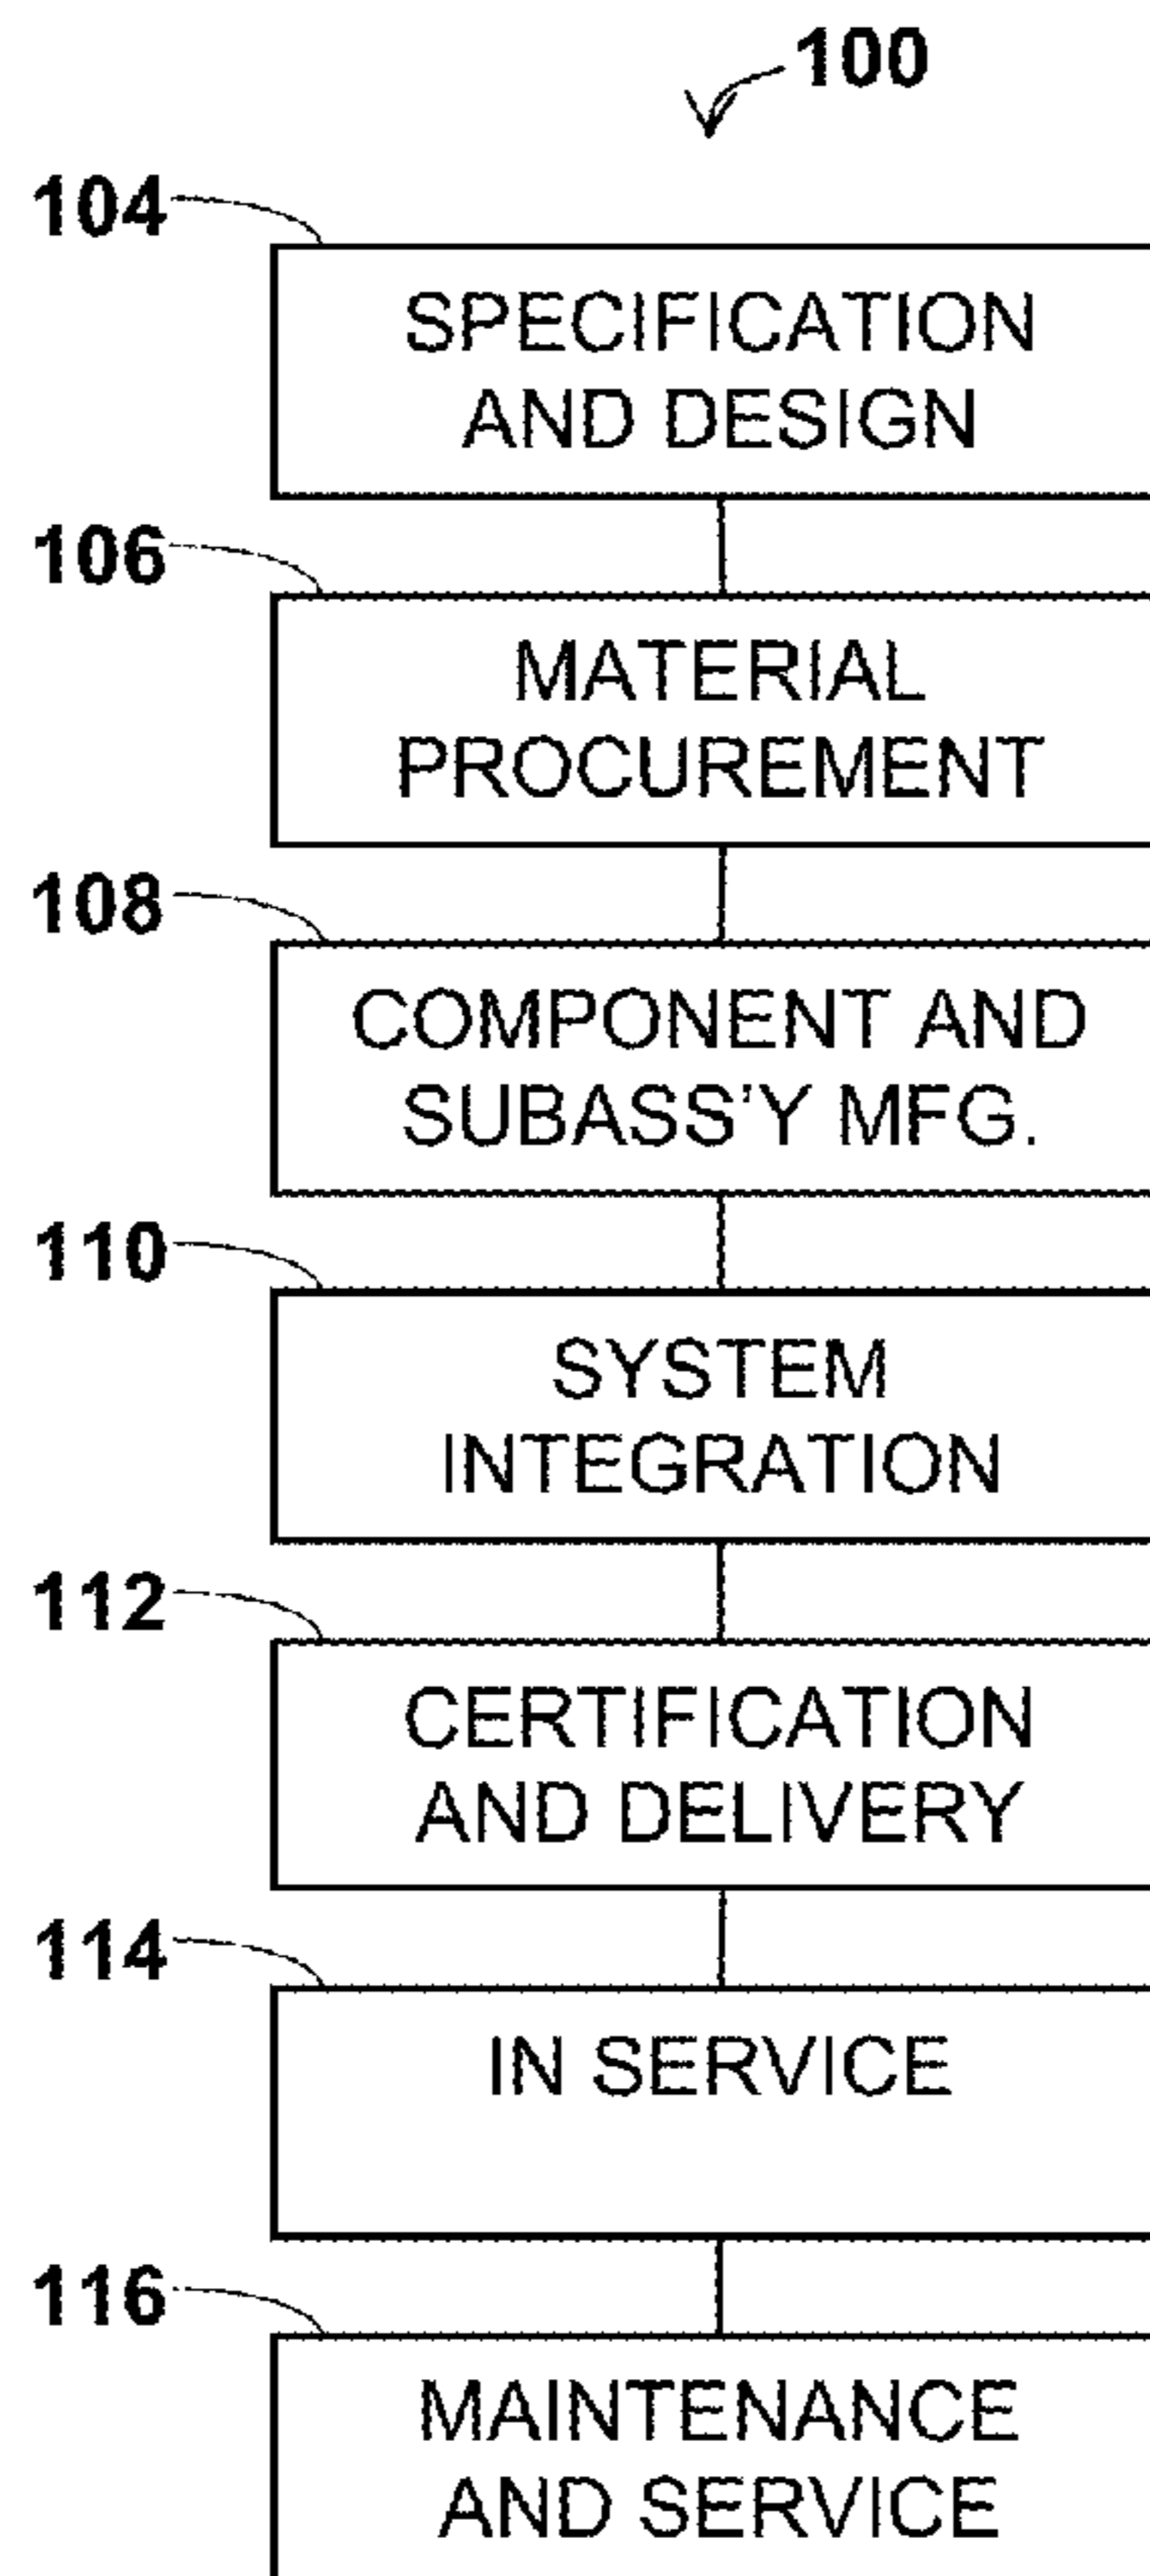 100
104
SPECIFICATION
AND DESIGN
106
MATERIAL
PROCUREMENT
108
COMPONENT AND
SUBASS’Y MFG.
110
SYSTEM
INTEGRATION
112
CERTIFICATION
AND DELIVERY
114
IN SERVICE
116
MAINTENANCE
AND SERVICE